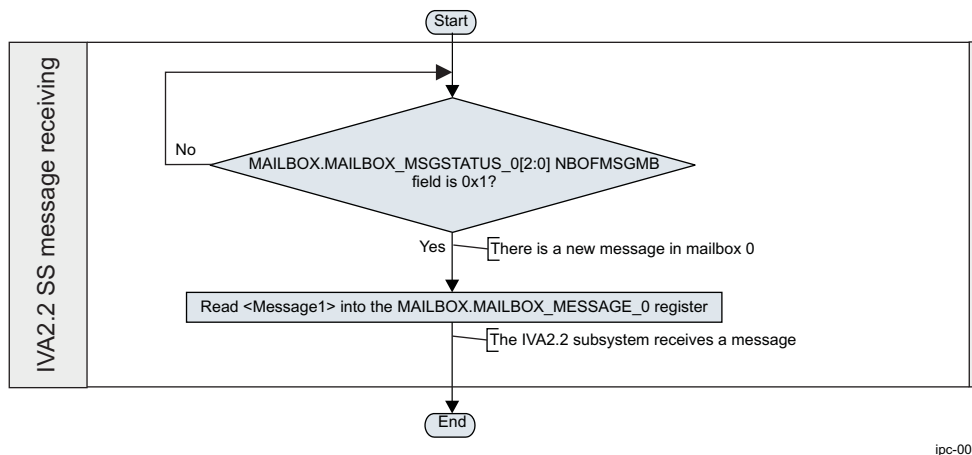 Start
IVA2.2 SS message receiving
No
MAILBOX.MAILBOX_MSGSTATUS_0[2:0] NBOFMSGMB
field is 0x1?
Yes
There is a new message in mailbox 0
Read <Message1> into the MAILBOX.MAILBOX_MESSAGE_0 register
The IVA2.2 subsystem receives a message
End
ipc-00